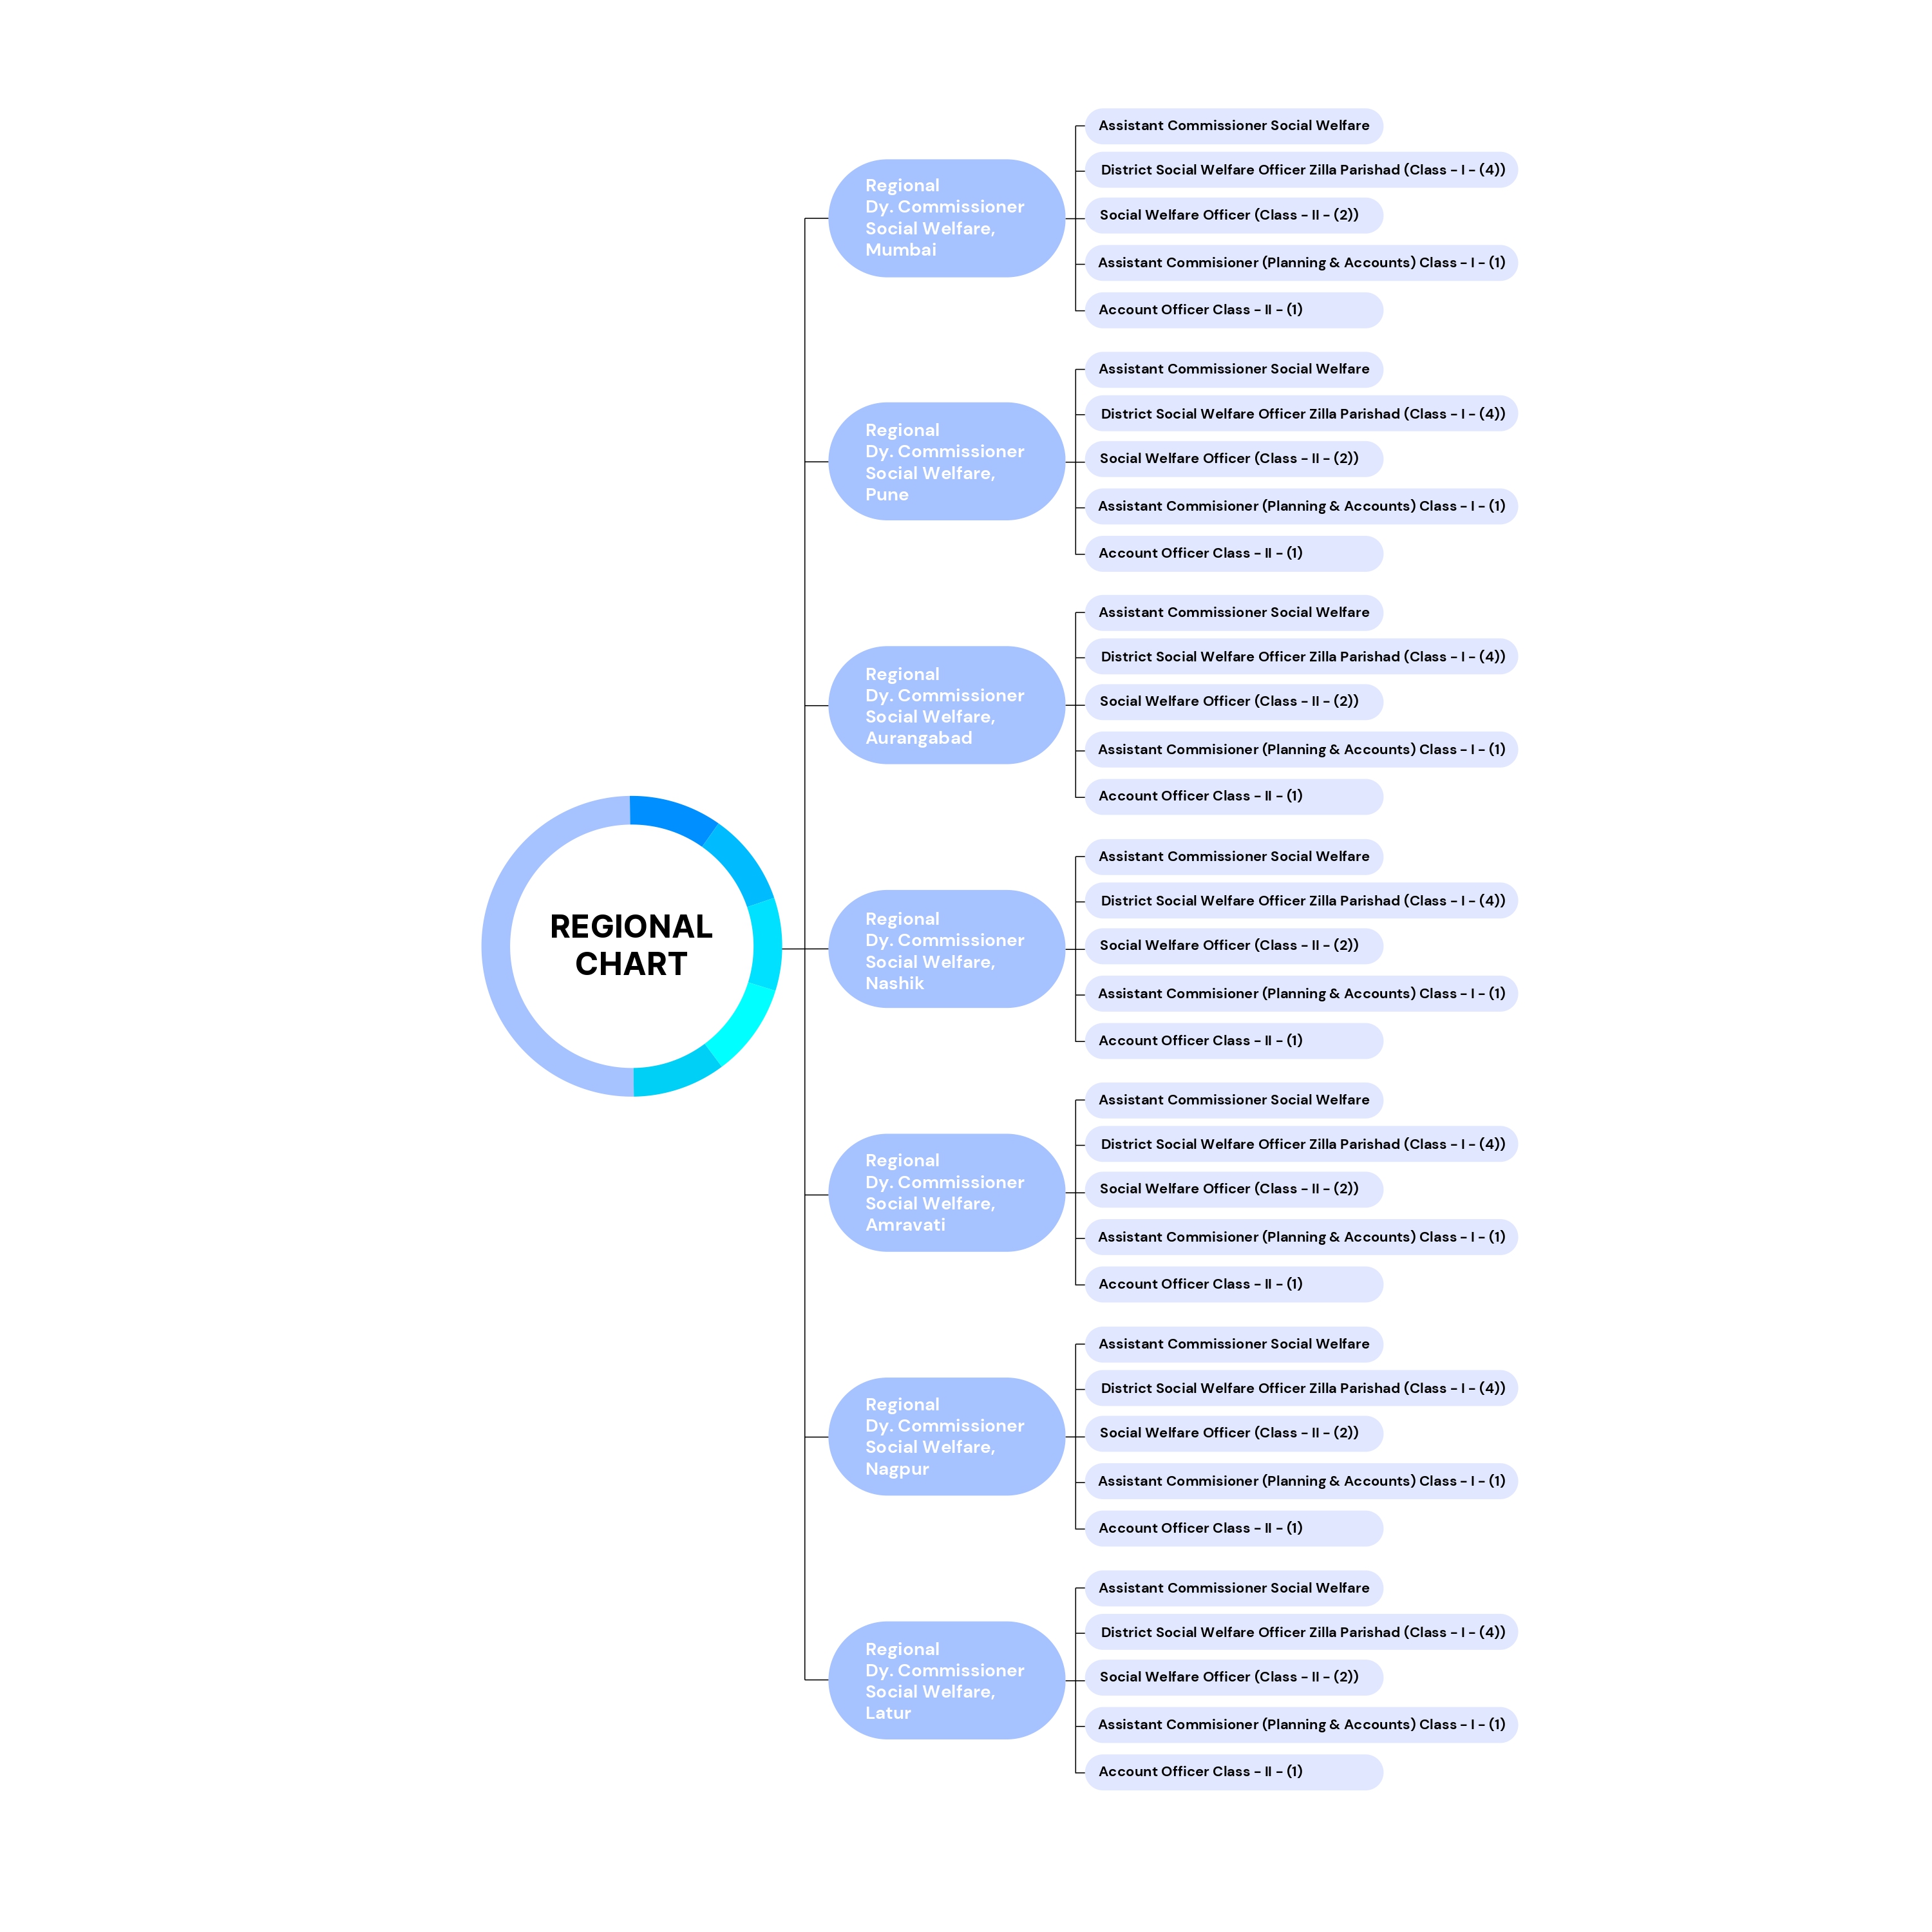 REGIONAL
CHART
Regional
Dy. Commissioner
Social Welfare,
Mumbai
Assistant Commissioner Social Welfare
District Social Welfare Officer Zilla Parishad (Class - I - (4))
Social Welfare Officer (Class - II - (2))
Assistant Commisioner (Planning & Accounts) Class - I - (1)
Account Officer Class - II - (1)
Regional
Dy. Commissioner
Social Welfare,
Pune
Assistant Commissioner Social Welfare
District Social Welfare Officer Zilla Parishad (Class - I - (4))
Social Welfare Officer (Class - II - (2))
Assistant Commisioner (Planning & Accounts) Class - I - (1)
Account Officer Class - II - (1)
Regional
Dy. Commissioner
Social Welfare,
Aurangabad
Assistant Commissioner Social Welfare
District Social Welfare Officer Zilla Parishad (Class - I - (4))
Social Welfare Officer (Class - II - (2))
Assistant Commisioner (Planning & Accounts) Class - I - (1)
Account Officer Class - II - (1)
Regional
Dy. Commissioner
Social Welfare,
Nashik
Assistant Commissioner Social Welfare
District Social Welfare Officer Zilla Parishad (Class - I - (4))
Social Welfare Officer (Class - II - (2))
Assistant Commisioner (Planning & Accounts) Class - I - (1)
Account Officer Class - II - (1)
Regional
Dy. Commissioner
Social Welfare,
Amravati
Assistant Commissioner Social Welfare
District Social Welfare Officer Zilla Parishad (Class - I - (4))
Social Welfare Officer (Class - II - (2))
Assistant Commisioner (Planning & Accounts) Class - I - (1)
Account Officer Class - II - (1)
Regional
Dy. Commissioner
Social Welfare,
Nagpur
Assistant Commissioner Social Welfare
District Social Welfare Officer Zilla Parishad (Class - I - (4))
Social Welfare Officer (Class - II - (2))
Assistant Commisioner (Planning & Accounts) Class - I - (1)
Account Officer Class - II - (1)
Regional
Dy. Commissioner
Social Welfare,
Latur
Assistant Commissioner Social Welfare
District Social Welfare Officer Zilla Parishad (Class - I - (4))
Social Welfare Officer (Class - II - (2))
Assistant Commisioner (Planning & Accounts) Class - I - (1)
Account Officer Class - II - (1)